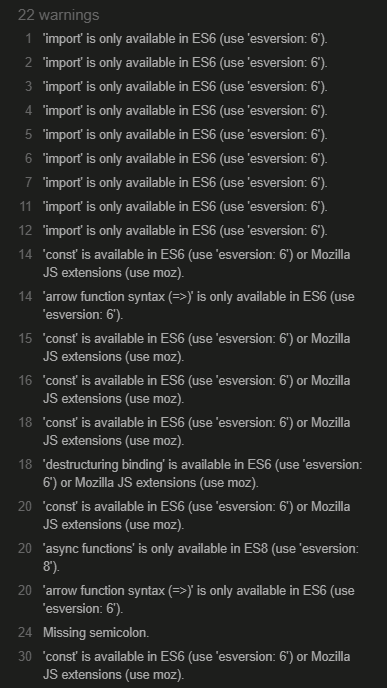 22 warnings
1 'import' is only available in ES6 (use 'esversion: 6').
2 'import' is only available in ES6 (use 'esversion: 6').
3 'import' is only available in ES6 (use 'esversion: 6').
4 'import' is only available in ES6 (use 'esversion: 6').
5 'import' is only available in ES6 (use 'esversion: 6').
6 'import' is only available in ES6 (use 'esversion: 6').
7 'import' is only available in ES6 (use 'esversion: 6').
11 'import' is only available in ES6 (use 'esversion: 6').
12 'import' is only available in ES6 (use 'esversion: 6').
14 'const' is available in ES6 (use 'esversion: 6') or Mozilla
JS extensions (use moz).
14 'arrow function syntax (=>)' is only available in ES6 (use
'esversion: 6').
15 'const' is available in ES6 (use 'esversion: 6') or Mozilla
JS extensions (use moz).
16 'const' is available in ES6 (use 'esversion: 6') or Mozilla
JS extensions (use moz).
18 'const' is available in ES6 (use 'esversion: 6') or Mozilla
JS extensions (use moz).
18 'destructuring binding' is available in ES6 (use 'esversion:
6') or Mozilla JS extensions (use moz).
20 'const' is available in ES6 (use 'esversion: 6') or Mozilla
JS extensions (use moz).
20 'async functions' is only available in ES8 (use 'esversion:
8').
20 'arrow function syntax (=>)' is only available in ES6 (use
'esversion: 6').
24 Missing semicolon.
30 'const' is available in ES6 (use 'esversion: 6') or Mozilla
JS extensions (use moz).